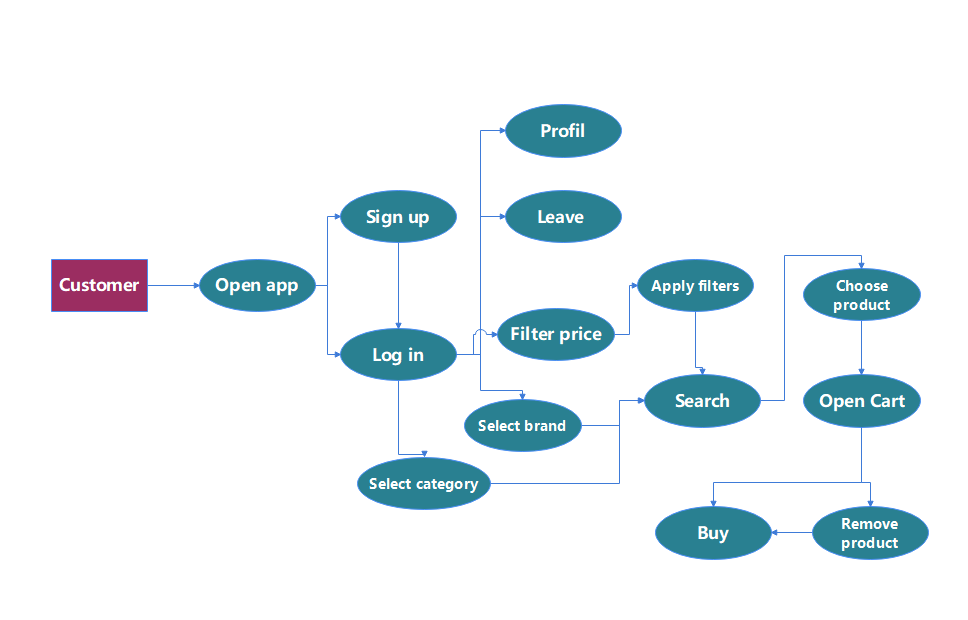 Profil
Sign up
Leave
Customer
Open app
Apply filters
Choose
product
Log in
Filter price
Search
Open Cart
Select brand
Select category
Buy
Remove
product